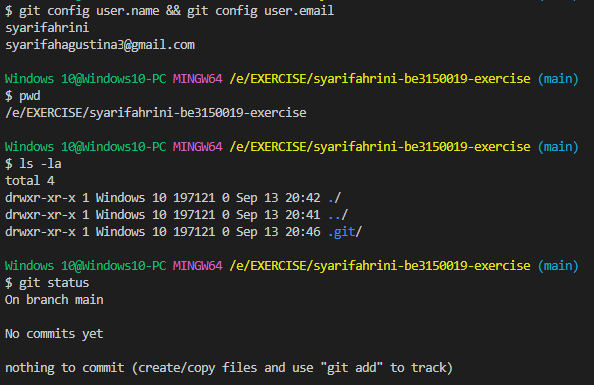 $ git config user.name && git config user.email
syarifahrini
syarifahagustina3@gmail.com
Windows 10@Windows10-PC MINGW64 /e/EXERCISE/syarifahrini-be3150019-exercise (main)
$ pwd
/e/EXERCISE/syarifahrini-be3150019-exercise
Windows 10@Windows10-PC MINGW64 /e/EXERCISE/syarifahrini-be3150019-exercise (main)
$ ls -la
total 4
drwxr-xr-x 1 Windows 10 197121 0 Sep 13 20:42 ./
drwxr-xr-x 1 Windows 10 197121 0 Sep 13 20:41 ../
drwxr-xr-x 1 Windows 10 197121 0 Sep 13 20:46 .git/
Windows 10@Windows10-PC MINGW64 /e/EXERCISE/syarifahrini-be3150019-exercise (main)
$ git status
On branch main
No commits yet
nothing to commit (create/copy files and use "git add" to track)